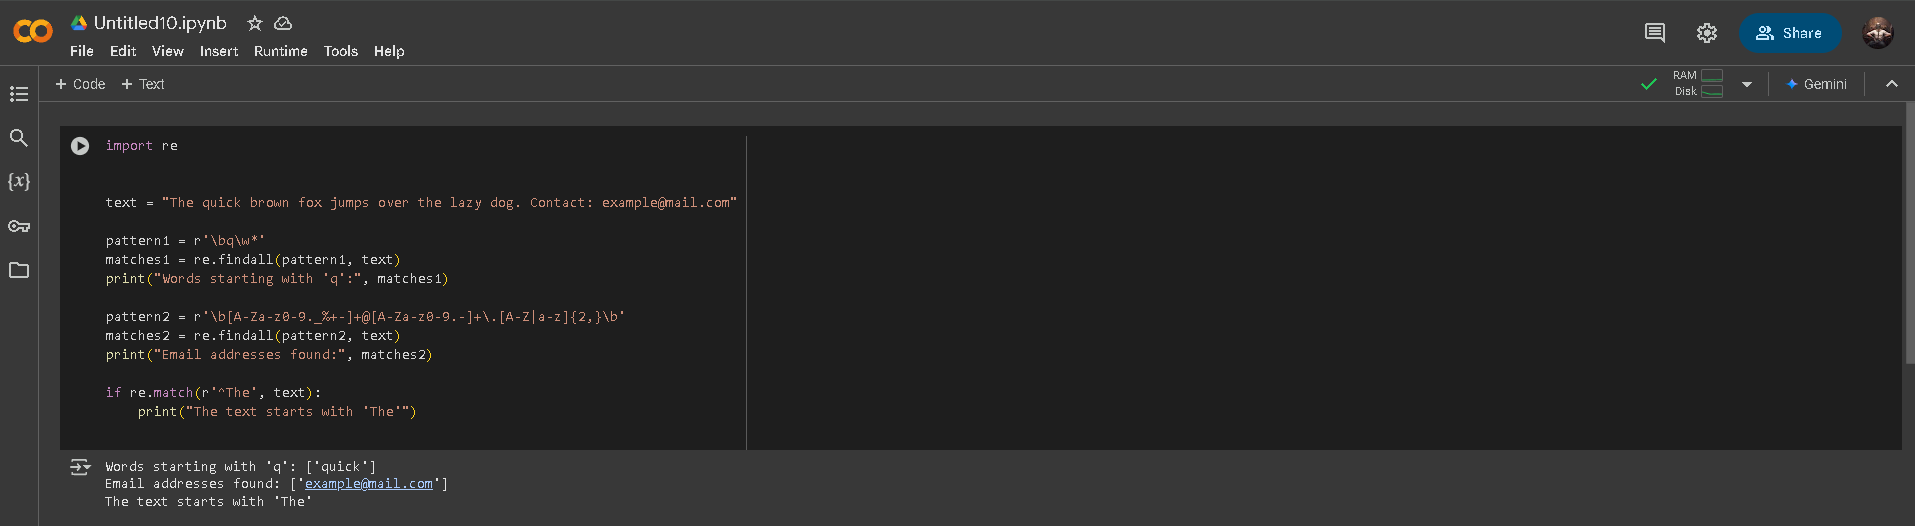 Untitled10.ipynb
File Edit View Insert Runtime Tools Help
Share
+ Code + Text
RAM
Disk
Gemini
{x}
import re
text = "The quick brown fox jumps over the lazy dog. Contact: example@mail.com"
pattern1 = r'\bq\w*'
matches1 = re.findall(pattern1, text)
print("Words starting with 'q':", matches1)
pattern2 = r'\b[A-Za-z0-9._%+-]+@[A-Za-z0-9.-]+\.[A-Z|a-z]{2,}\b'
matches2 = re.findall(pattern2, text)
print("Email addresses found:", matches2)
if re.match(r'^The', text):
    print("The text starts with 'The'")
Words starting with 'q': ['quick']
Email addresses found: ['example@mail.com']
The text starts with 'The'